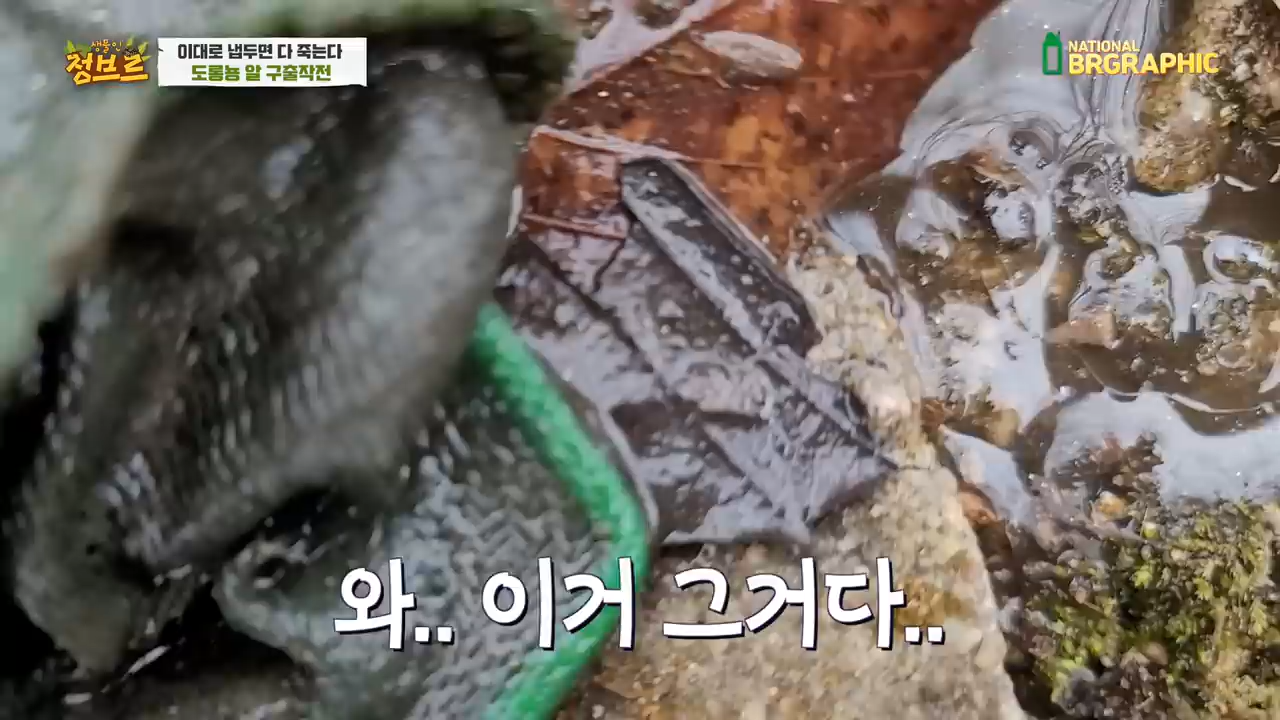 생물인
정브르
이대로 냅두면 다 죽는다
도롱뇽 알 구출작전
NATIONAL
BRGRAPHIC
와.. 이거 그거다..